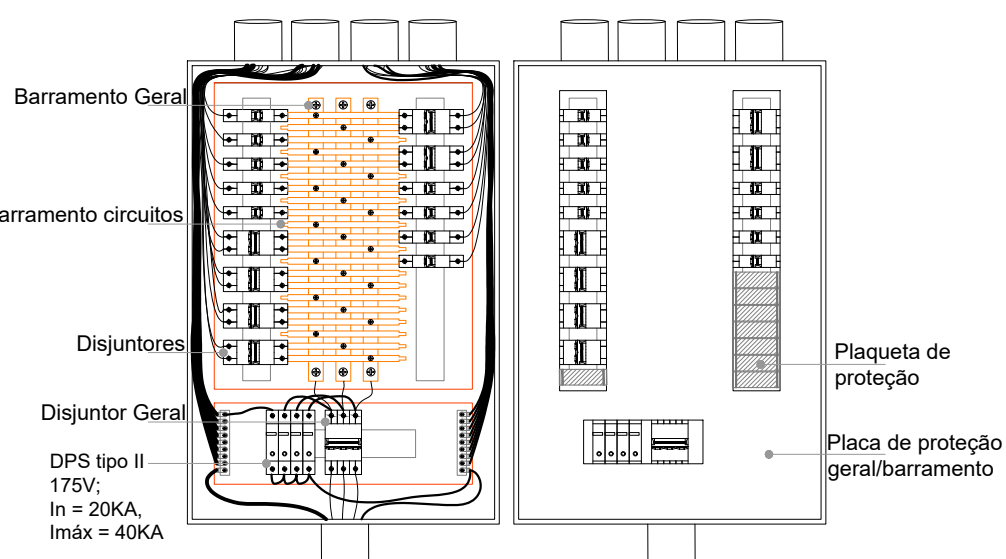 Barramento Geral
arramento circuitos
Disjuntores
Disjuntor Geral
DPS tipo II
175V;
In = 20KA,
Imáx = 40KA
Plaqueta de
proteção
Placa de proteção
geral/barramento